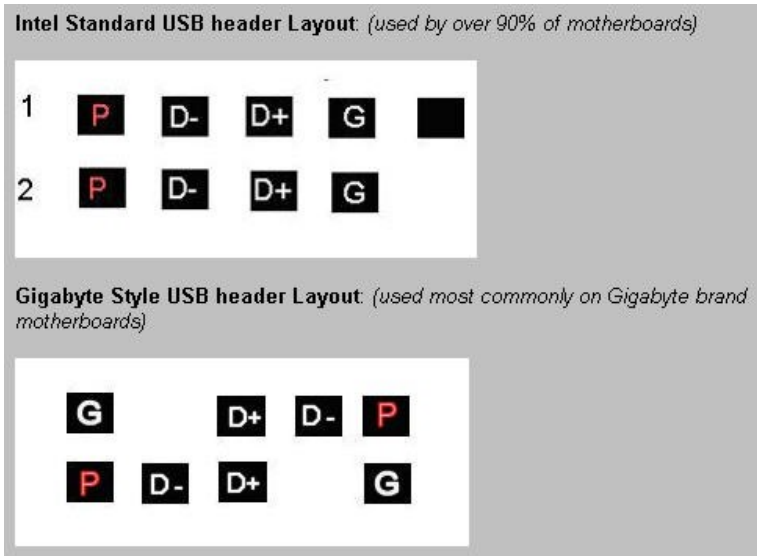 Intel Standard USB header Layout: (used by over 90% of motherboards)
1 P D- D+ G
2 P D- D+ G
Gigabyte Style USB header Layout: (used most commonly on Gigabyte brand
motherboards)
G D+ D- P
P D- D+ G